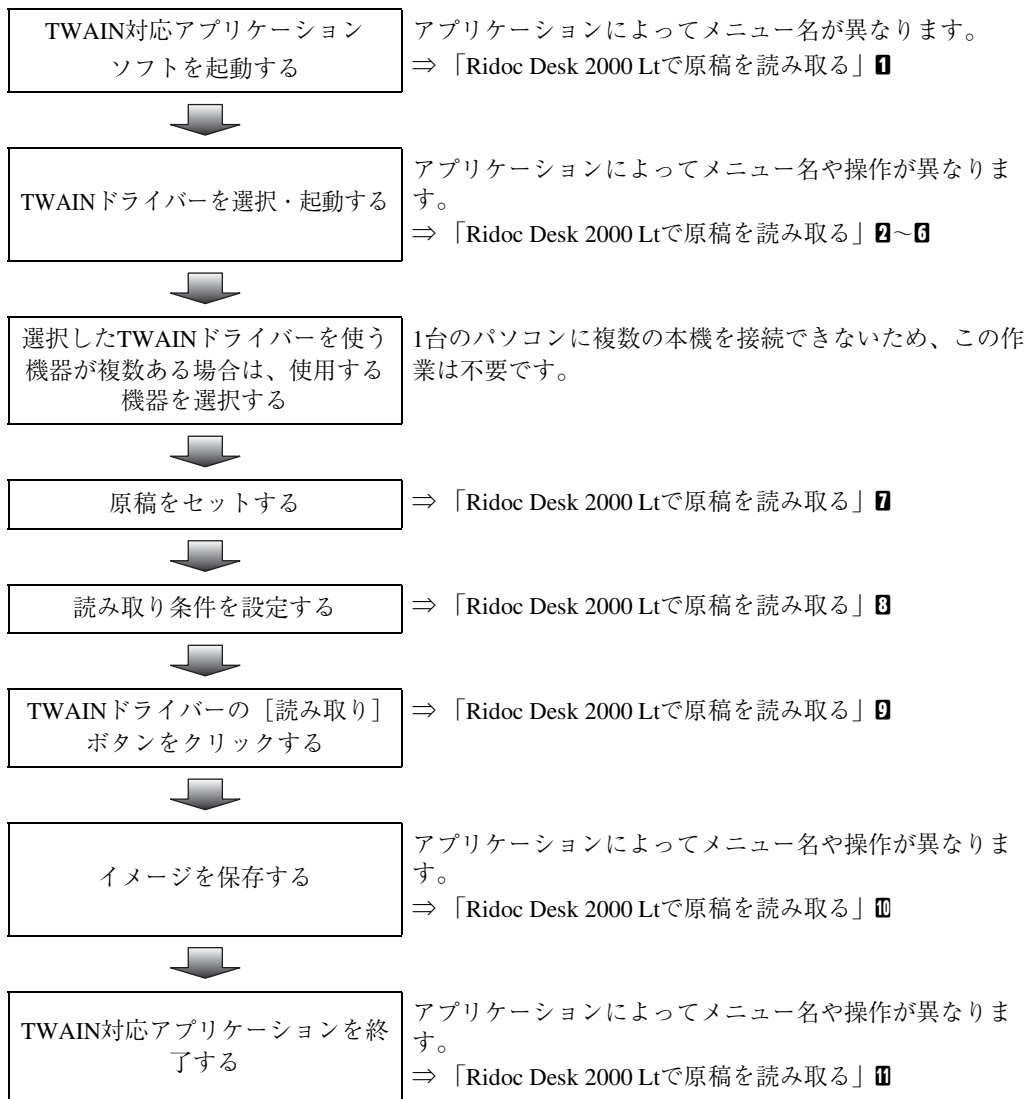 TWAIN対応アプリケーション
ソフトを起動する
アプリケーションによってメニュー名が異なります。
⇒「Ridoc Desk 2000 Ltで原稿を読み取る」1
TWAINドライバーを選択・起動する
アプリケーションによってメニュー名や操作が異なりま
す。
⇒「Ridoc Desk 2000 Ltで原稿を読み取る」2~6
選択したTWAINドライバーを使う
機器が複数ある場合は、使用する
機器を選択する
1台のパソコンに複数の本機を接続できないため、この作
業は不要です。
原稿をセットする
⇒「Ridoc Desk 2000 Ltで原稿を読み取る」7
読み取り条件を設定する
⇒「Ridoc Desk 2000 Ltで原稿を読み取る」8
TWAINドライバーの［読み取り］
ボタンをクリックする
⇒「Ridoc Desk 2000 Ltで原稿を読み取る」9
イメージを保存する
アプリケーションによってメニュー名や操作が異なりま
す。
⇒「Ridoc Desk 2000 Ltで原稿を読み取る」10
TWAIN対応アプリケーションを終
了する
アプリケーションによってメニュー名や操作が異なりま
す。
⇒「Ridoc Desk 2000 Ltで原稿を読み取る」11